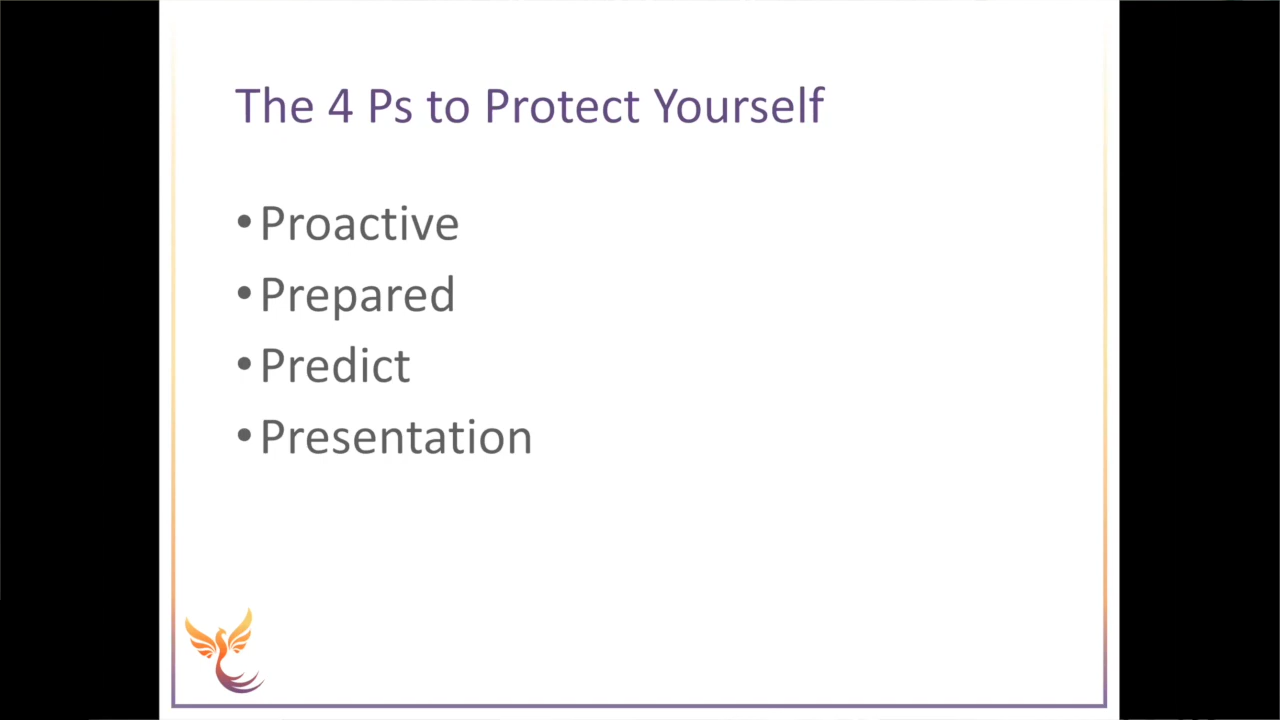 The 4 Ps to Protect Yourself
•Proactive
•Prepared
•Predict
•Presentation